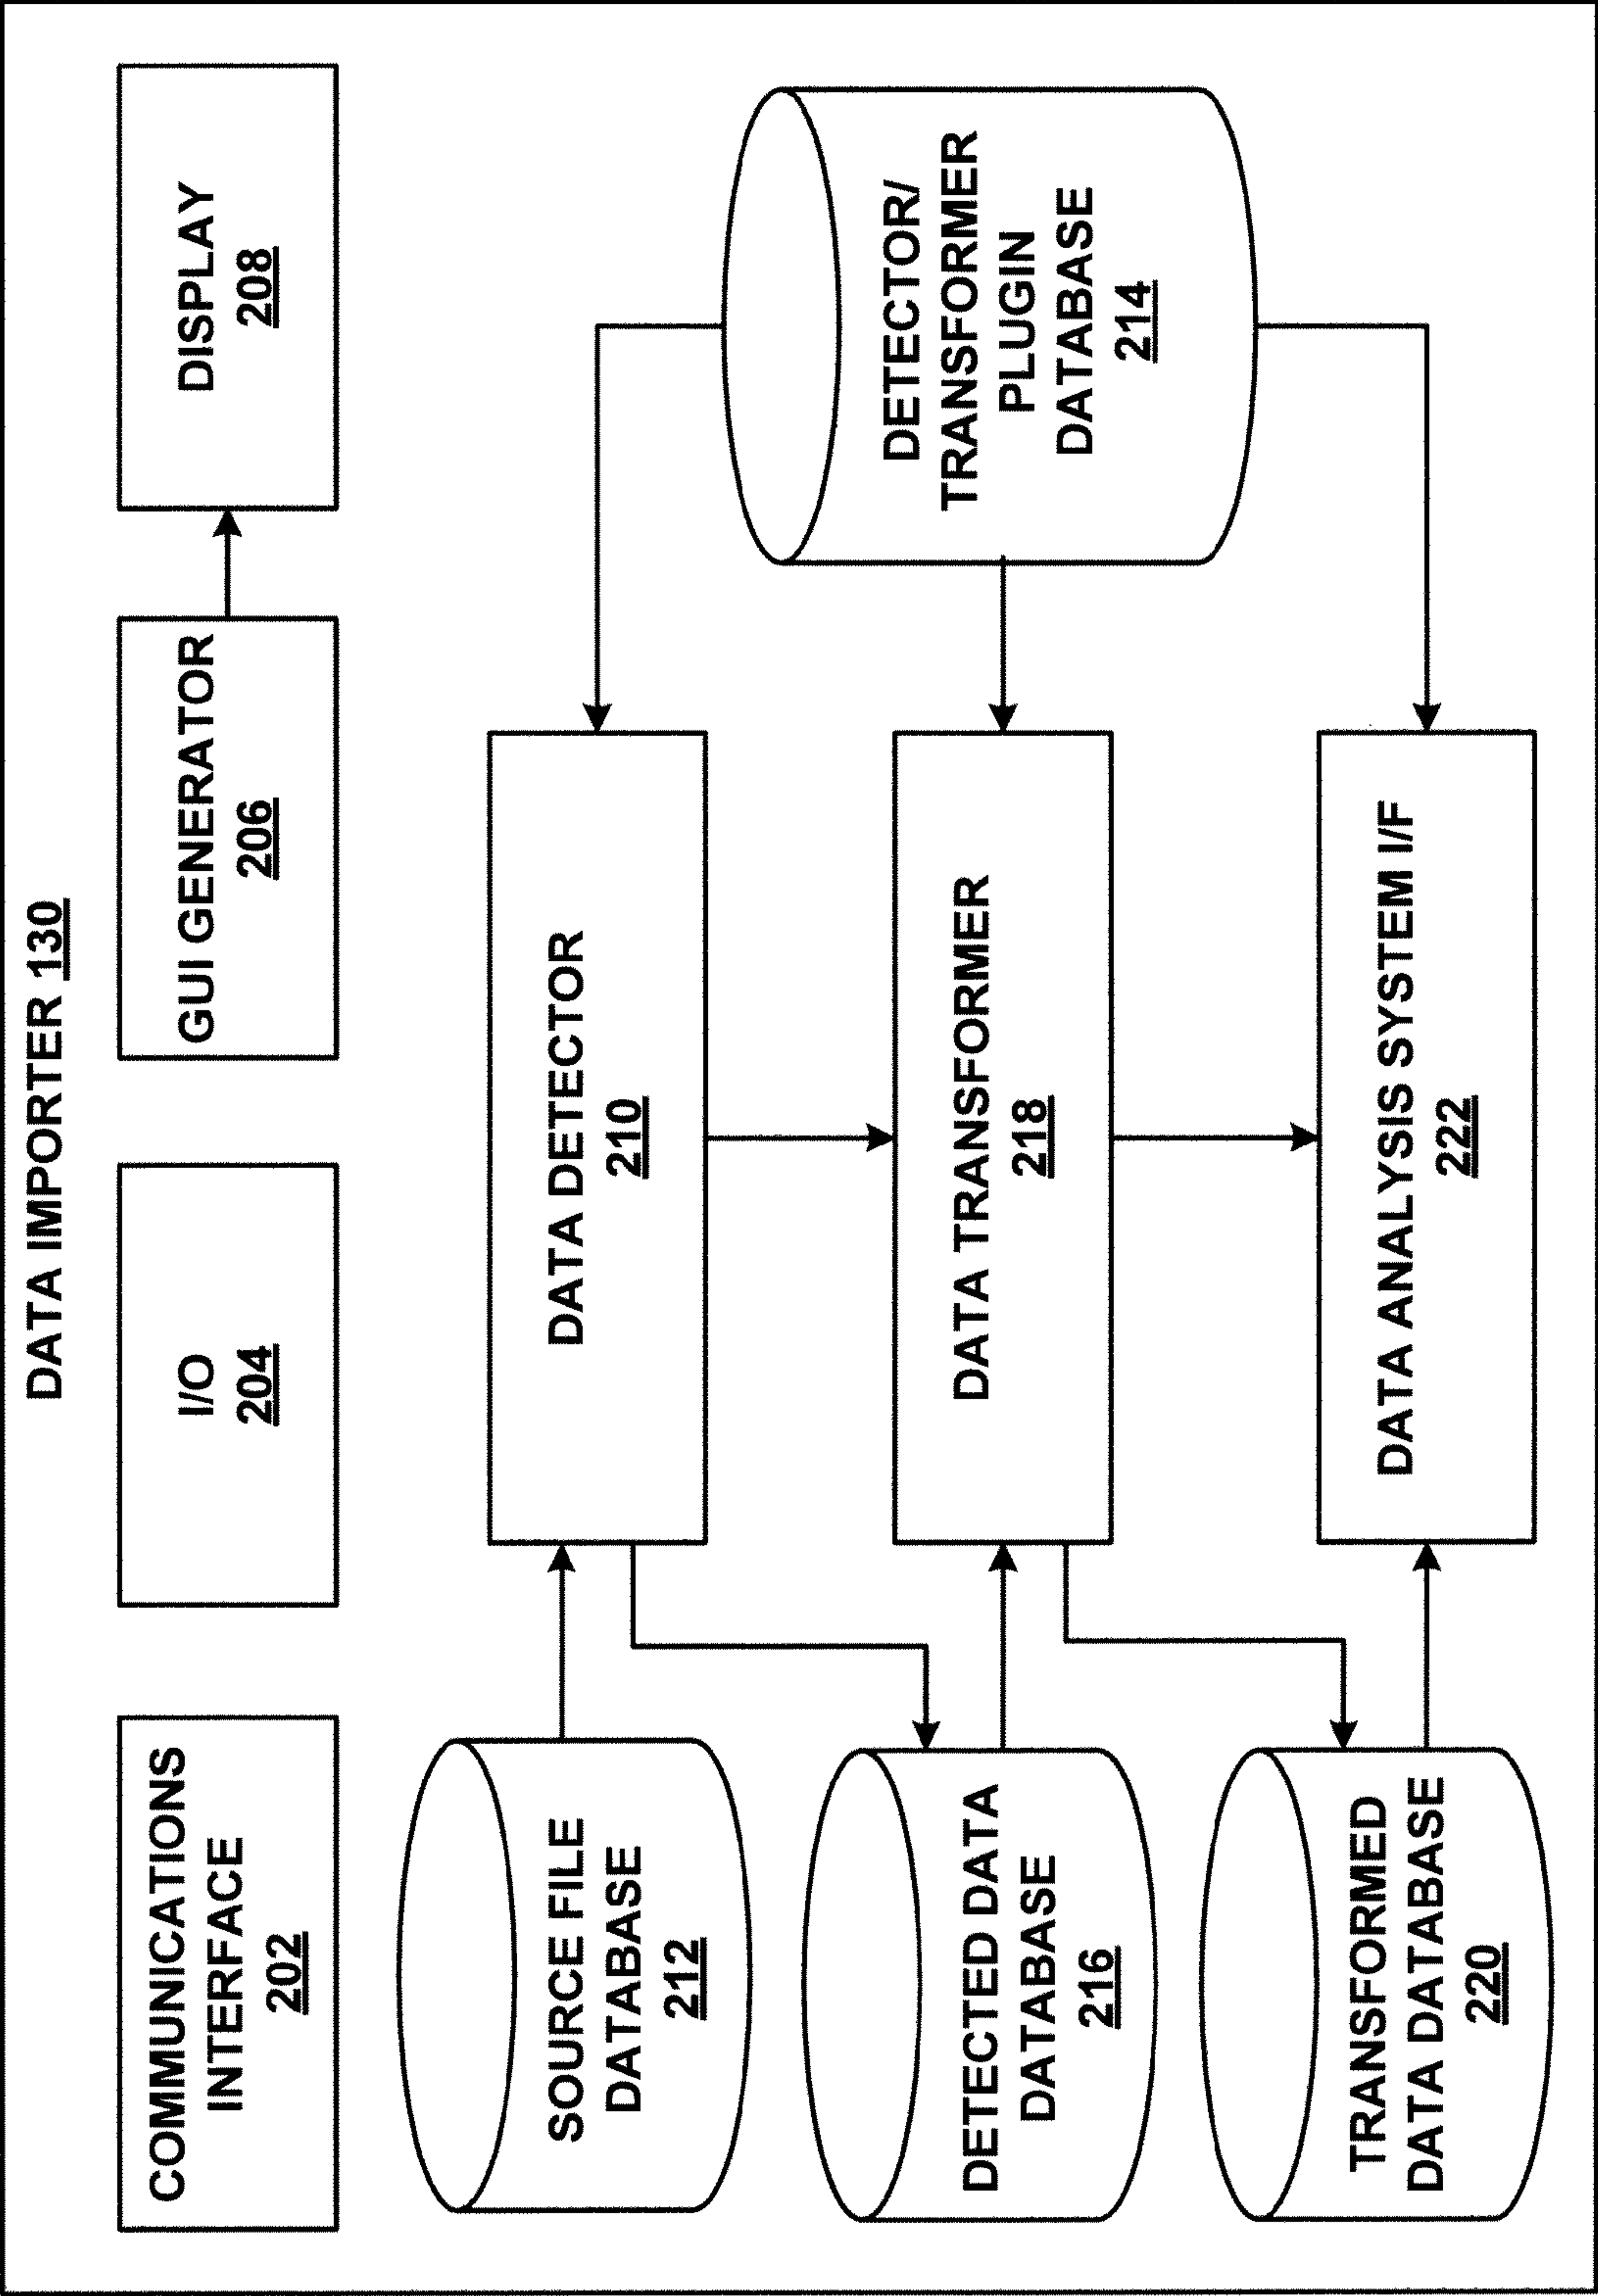 DATA IMPORTER 130
COMMUNICATIONS
INTERFACE
202
I/O
204
GUI GENERATOR
206
DISPLAY
208
SOURCE FILE
DATABASE
212
DATA DETECTOR
210
DETECTOR/
TRANSFORMER
PLUGIN
DATABASE
214
DETECTED DATA
DATABASE
216
DATA TRANSFORMER
218
TRANSFORMED
DATA DATABASE
220
DATA ANALYSIS SYSTEM I/F
222